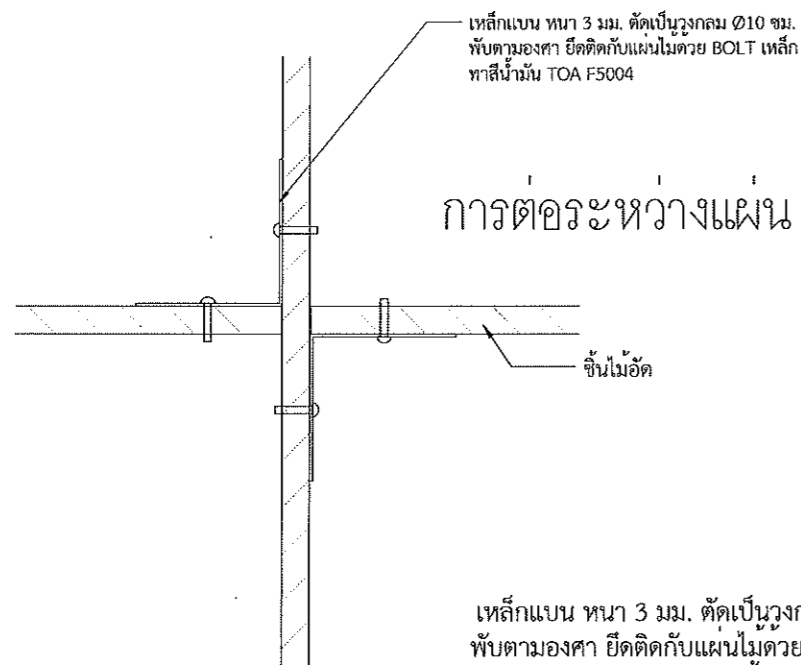 เหล็กแบน หนา 3 มม. ตัดเป็นวงกลม Ø10 ซม.
พับตามองศา ยึดติดกับแผ่นไม้ด้วย BOLT เหล็ก
ทาสีน้ำมัน TOA F5004
การต่อระหว่างแผ่น
ชิ้นไม้อัด
เหล็กแบน หนา 3 มม. ตัดเป็นวงก
พับตามองศา ยึดติดกับแผ่นไม้ด้วย